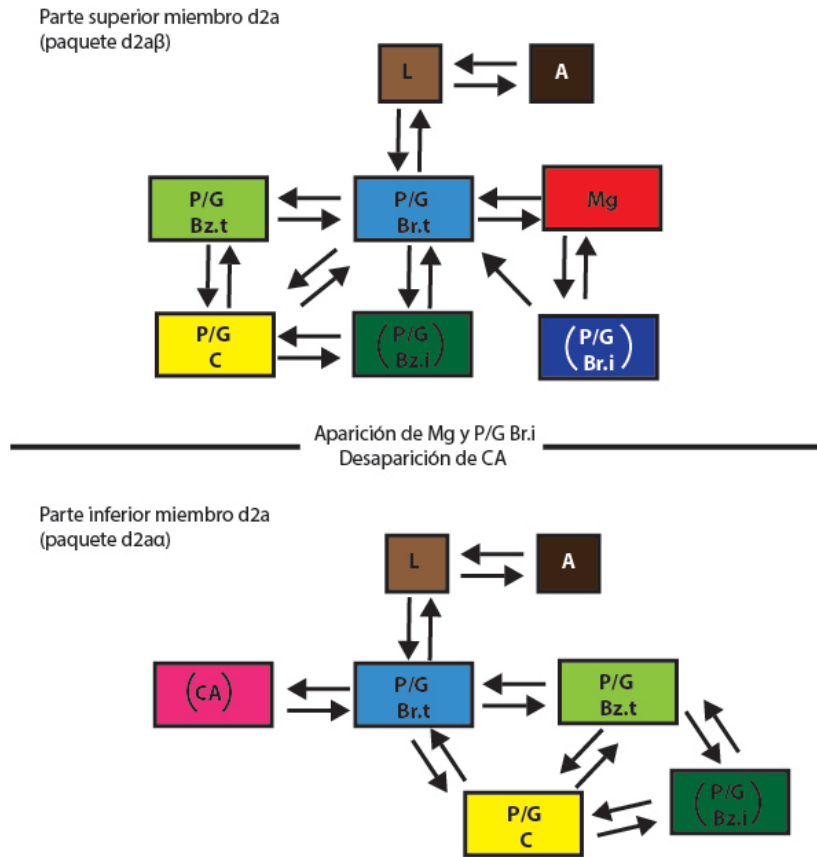 Parte superior miembro d2a
(paquete d2aβ)
L
A
P/G
Bz.t
P/G
Br.t
Mg
P/G
C
(P/G
Bz.i)
(P/G
Br.i)
Aparición de Mg y P/G Br.i
Desaparición de CA
Parte inferior miembro d2a
(paquete d2aα)
L
A
(CA)
P/G
Br.t
P/G
Bz.t
P/G
C
(P/G
Bz.i)